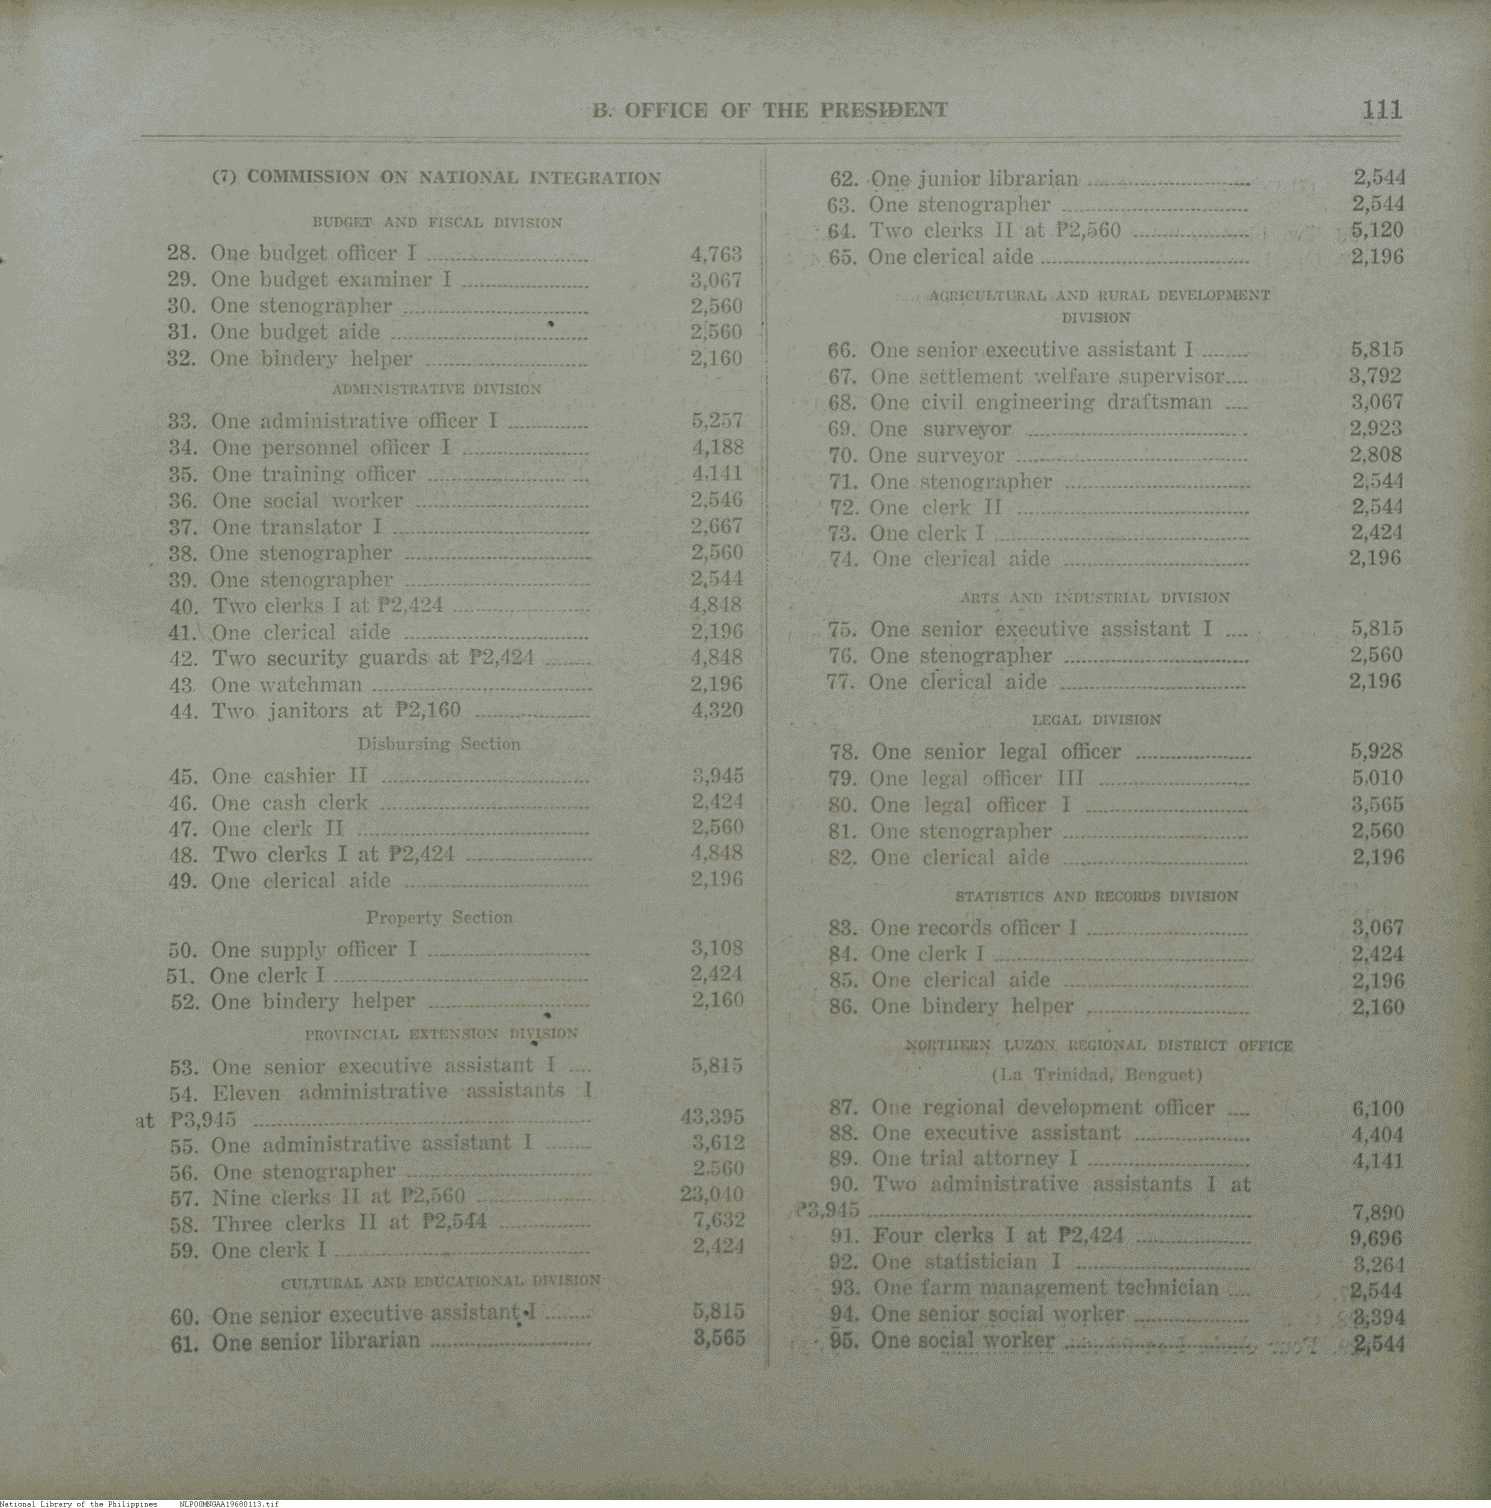 B. OFFICE OF THE PRESIDENT
111
(7) COMMISSION ON NATIONAL INTEGRATION
BUDGET AND FISCAL DIVISION
28. One budget officer I ........ 4,763
29. One budget examiner I ........ 3,067
30. One stenographer ........ 2,560
31. One budget aide ........ 2,560
32. One bindery helper ........ 2,160
ADMINISTRATIVE DIVISION
33. One administrative officer I ........ 5,257
34. One personnel officer I ........ 4,188
35. One training officer ........ 4,141
36. One social worker ........ 2,546
37. One translator I ........ 2,667
38. One stenographer ........ 2,560
39. One stenographer ........ 2,544
40. Two clerks I at ₱2,424 ........ 4,848
41. One clerical aide ........ 2,196
42. Two security guards at ₱2,424 ........ 4,848
43. One watchman ........ 2,196
44. Two janitors at ₱2,160 ........ 4,320
Disbursing Section
45. One cashier II ........ 3,945
46. One cash clerk ........ 2,424
47. One clerk II ........ 2,560
48. Two clerks I at ₱2,424 ........ 4,848
49. One clerical aide ........ 2,196
Property Section
50. One supply officer I ........ 3,108
51. One clerk I ........ 2,424
52. One bindery helper ........ 2,160
PROVINCIAL EXTENSION DIVISION
53. One senior executive assistant I .... 5,815
54. Eleven administrative assistants I
at ₱3,945 ........ 43,395
55. One administrative assistant I ........ 3,612
56. One stenographer ........ 2,560
57. Nine clerks II at ₱2,560 ........ 23,040
58. Three clerks II at ₱2,544 ........ 7,632
59. One clerk I ........ 2,424
CULTURAL AND EDUCATIONAL DIVISION
60. One senior executive assistant I ........ 5,815
61. One senior librarian ........ 3,565
62. One junior librarian ........ 2,544
63. One stenographer ........ 2,544
64. Two clerks II at ₱2,560 ........ 5,120
65. One clerical aide ........ 2,196
AGRICULTURAL AND RURAL DEVELOPMENT
DIVISION
66. One senior executive assistant I ........ 5,815
67. One settlement welfare supervisor.... 3,792
68. One civil engineering draftsman .... 3,067
69. One surveyor ........ 2,923
70. One surveyor ........ 2,808
71. One stenographer ........ 2,544
72. One clerk II ........ 2,544
73. One clerk I ........ 2,424
74. One clerical aide ........ 2,196
ARTS AND INDUSTRIAL DIVISION
75. One senior executive assistant I .... 5,815
76. One stenographer ........ 2,560
77. One clerical aide ........ 2,196
LEGAL DIVISION
78. One senior legal officer ........ 5,928
79. One legal officer III ........ 5,010
80. One legal officer I ........ 3,565
81. One stenographer ........ 2,560
82. One clerical aide ........ 2,196
STATISTICS AND RECORDS DIVISION
83. One records officer I ........ 3,067
84. One clerk I ........ 2,424
85. One clerical aide ........ 2,196
86. One bindery helper ........ 2,160
NORTHERN LUZON REGIONAL DISTRICT OFFICE
(La Trinidad, Benguet)
87. One regional development officer .... 6,100
88. One executive assistant ........ 4,404
89. One trial attorney I ........ 4,141
90. Two administrative assistants I at
₱3,945 ........ 7,890
91. Four clerks I at ₱2,424 ........ 9,696
92. One statistician I ........ 3,264
93. One farm management technician .... 2,544
94. One senior social worker ........ 3,394
95. One social worker ........ 2,544
National Library of the Philippines NLPOOMNGAA19600113.tif